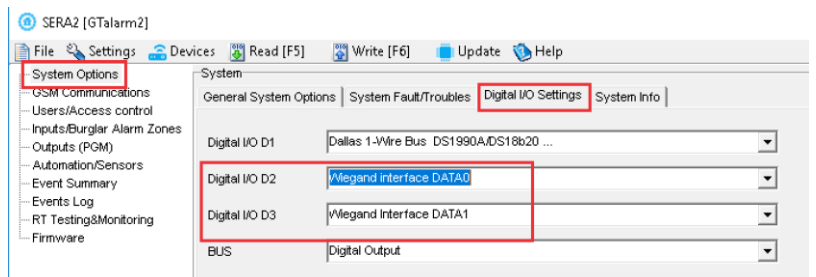 SERA2 [GTalarm2]
File Settings Devices Read [F5] Write [F6] Update Help
System Options
GSM Communications
Users/Access control
Inputs/Burglar Alarm Zones
Outputs (PGM)
Automation/Sensors
Event Summary
Events Log
RT Testing&Monitoring
Firmware
System
General System Options System Fault/Troubles Digital I/O Settings System Info
Digital I/O D1 Dallas 1-Wire Bus DS1990A/DS18b20 ...
Digital I/O D2 Wiegand interface DATA0
Digital I/O D3 Wiegand Interface DATA1
BUS Digital Output